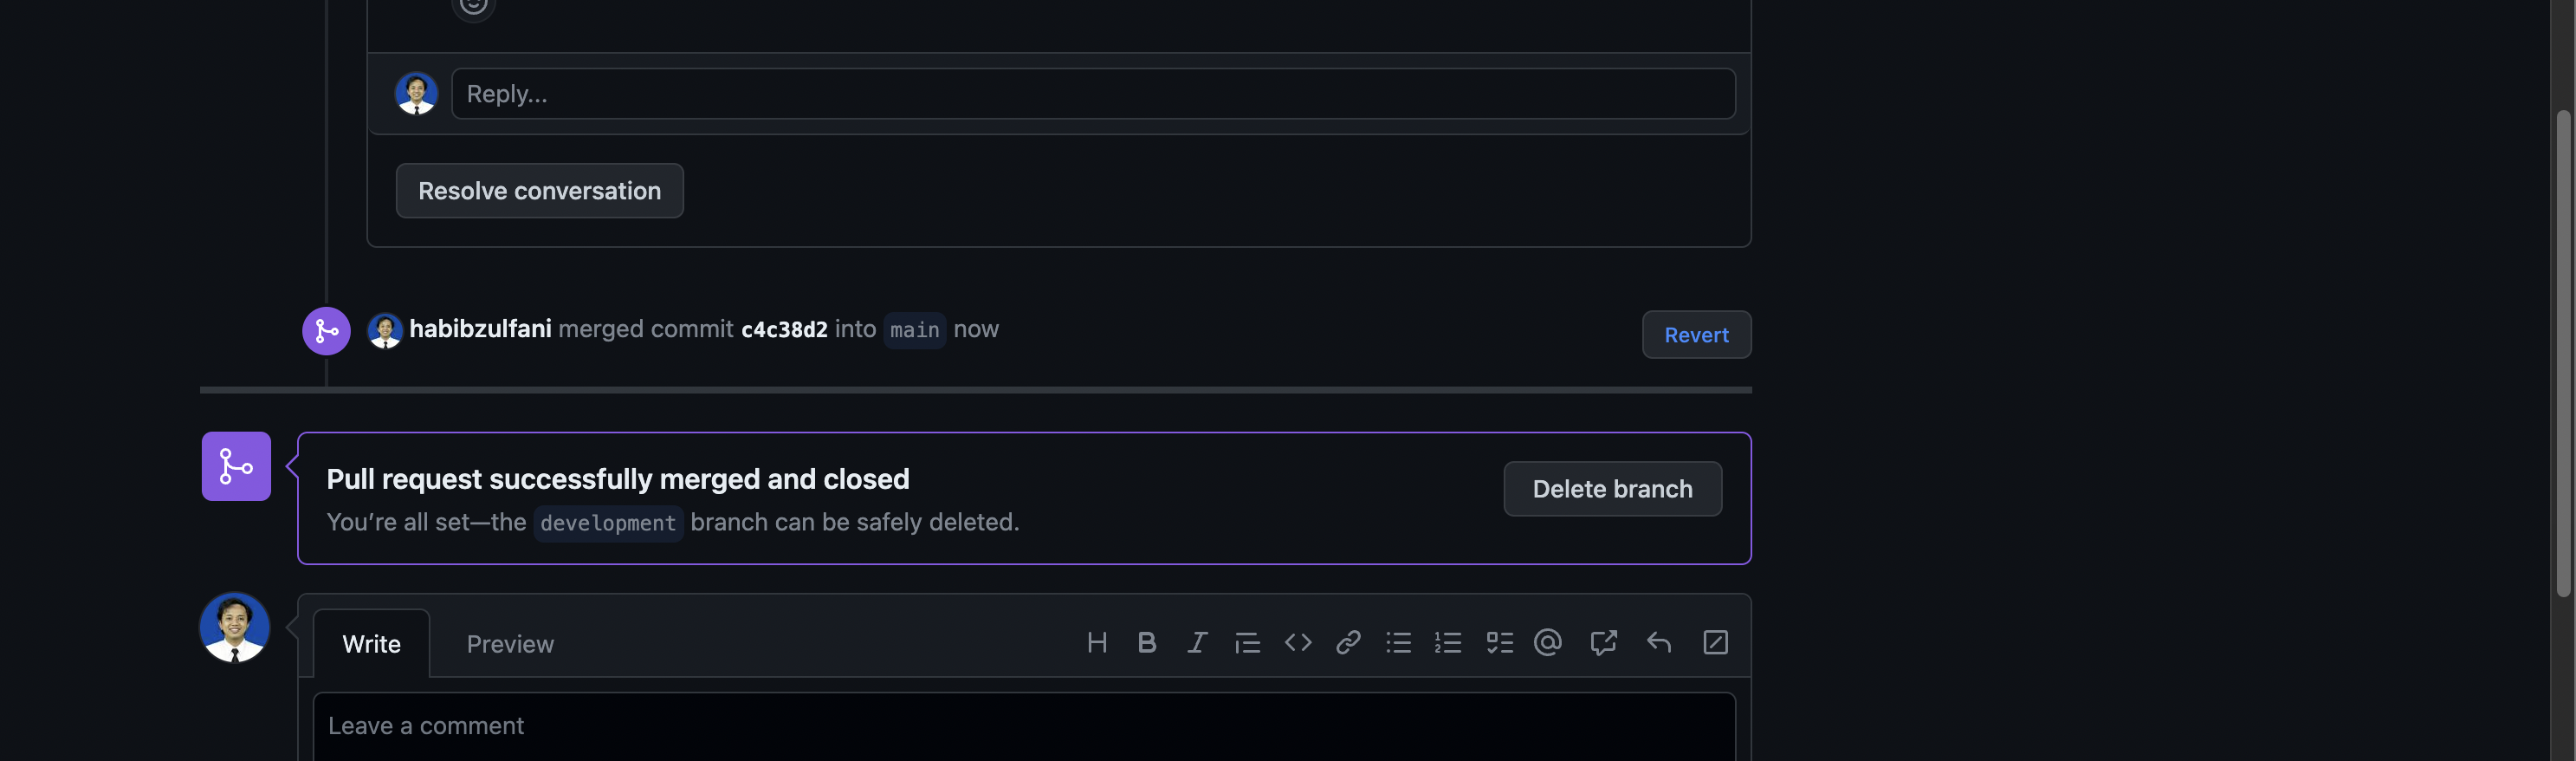 Reply...
Resolve conversation
habibzulfani merged commit c4c38d2 into main now
Revert
Pull request successfully merged and closed
Delete branch
You’re all set—the development branch can be safely deleted.
Write
Preview
Leave a comment